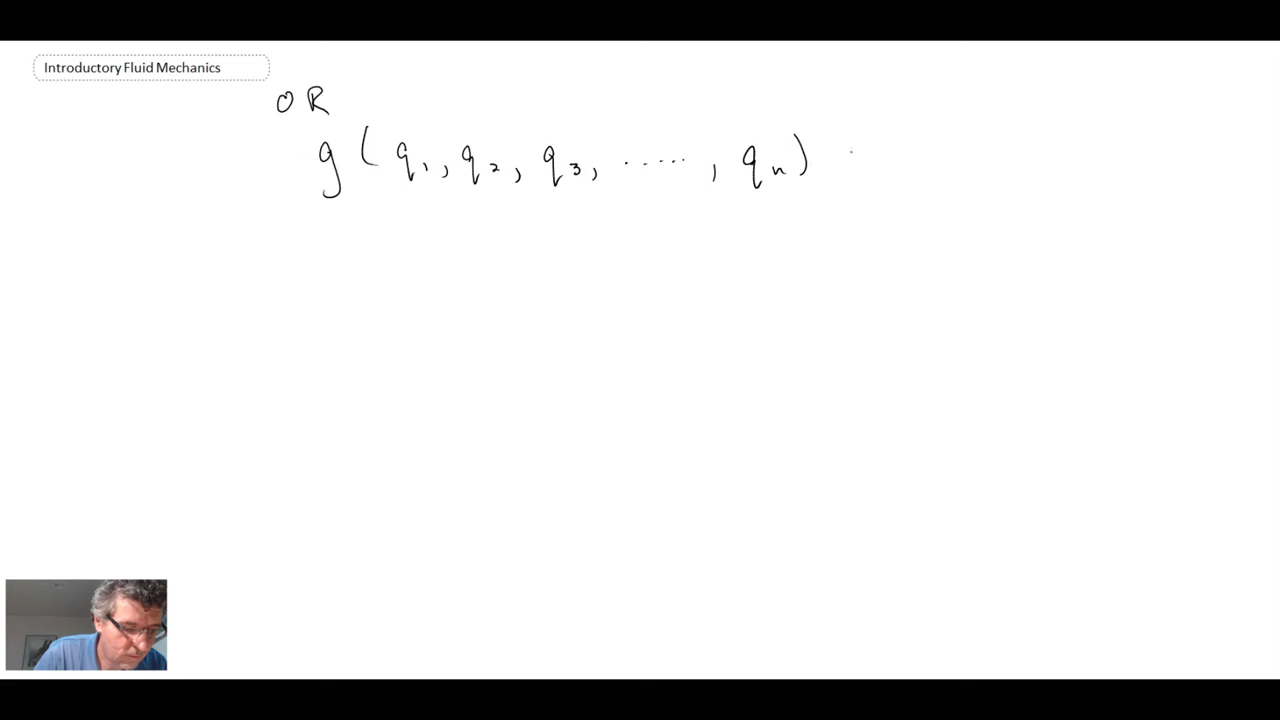 Introductory Fluid Mechanics
OR
g ( q₁, q₂, q₃, ....., qₙ)